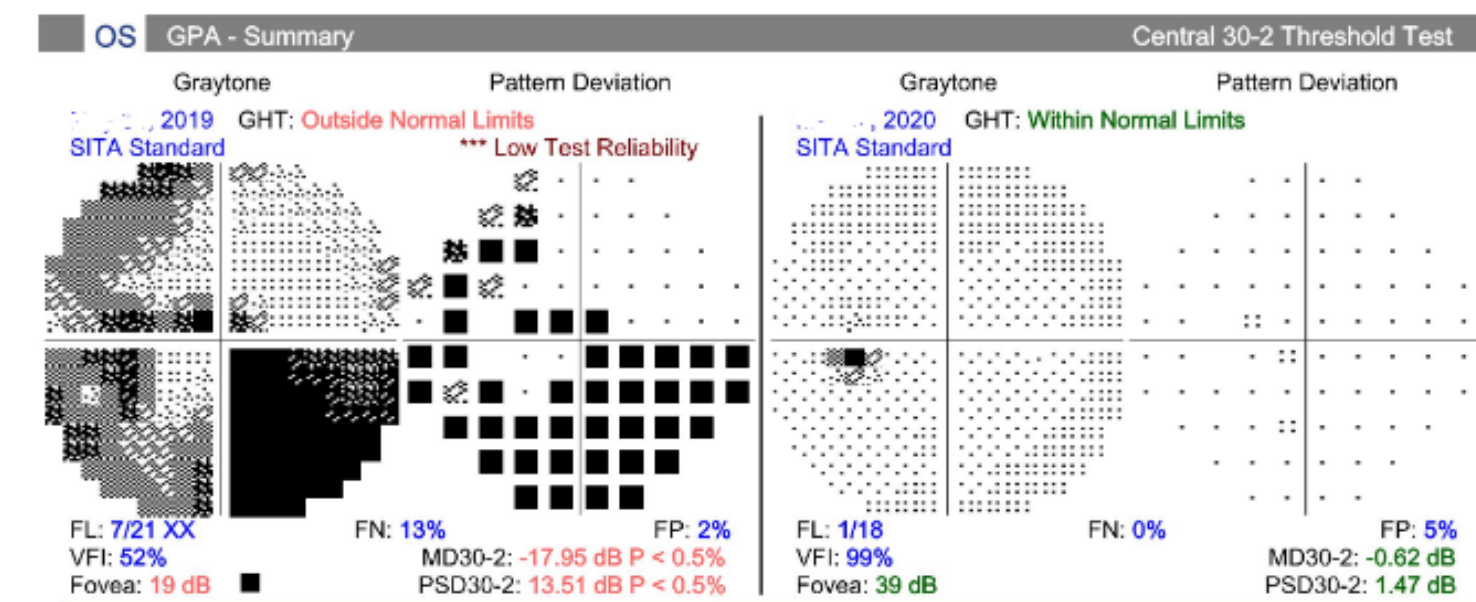 OS GPA - Summary Central 30-2 Threshold Test
Graytone Pattern Deviation Graytone Pattern Deviation
, 2019 GHT: Outside Normal Limits
SITA Standard *** Low Test Reliability
FL: 7/21 XX FN: 13% FP: 2%
VFI: 52% MD30-2: -17.95 dB P < 0.5%
Fovea: 19 dB PSD30-2: 13.51 dB P < 0.5%
, 2020 GHT: Within Normal Limits
SITA Standard
FL: 1/18 FN: 0% FP: 5%
VFI: 99% MD30-2: -0.62 dB
Fovea: 39 dB PSD30-2: 1.47 dB